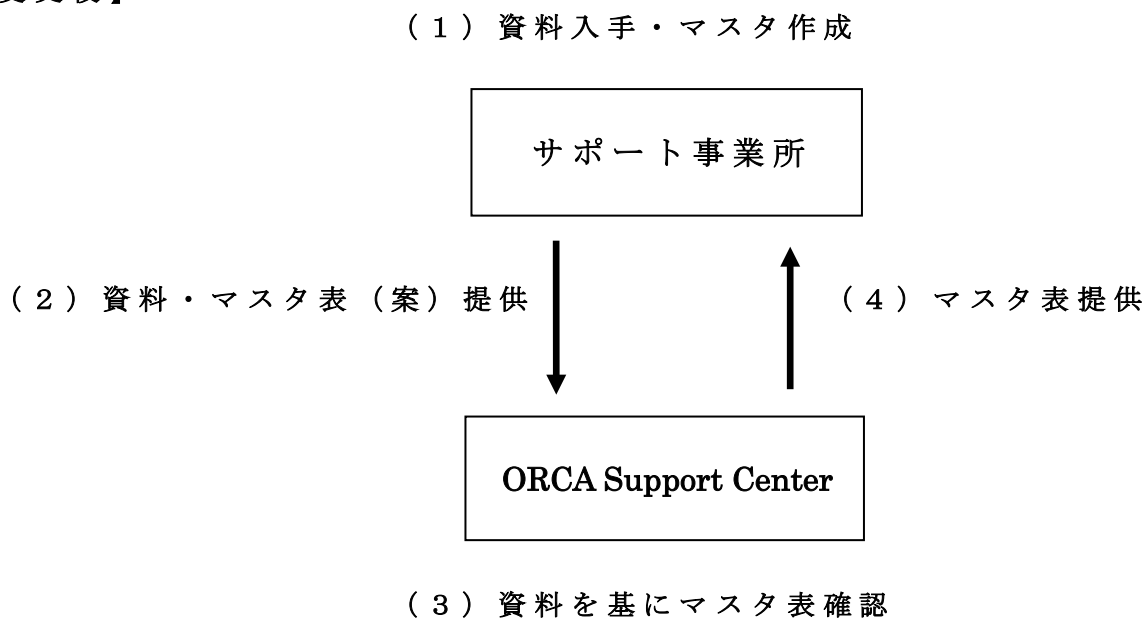 （１）資料入手・マスタ作成
サポート事業所
（２）資料・マスタ表（案）提供
（４）マスタ表提供
ORCA Support Center
（３）資料を基にマスタ表確認